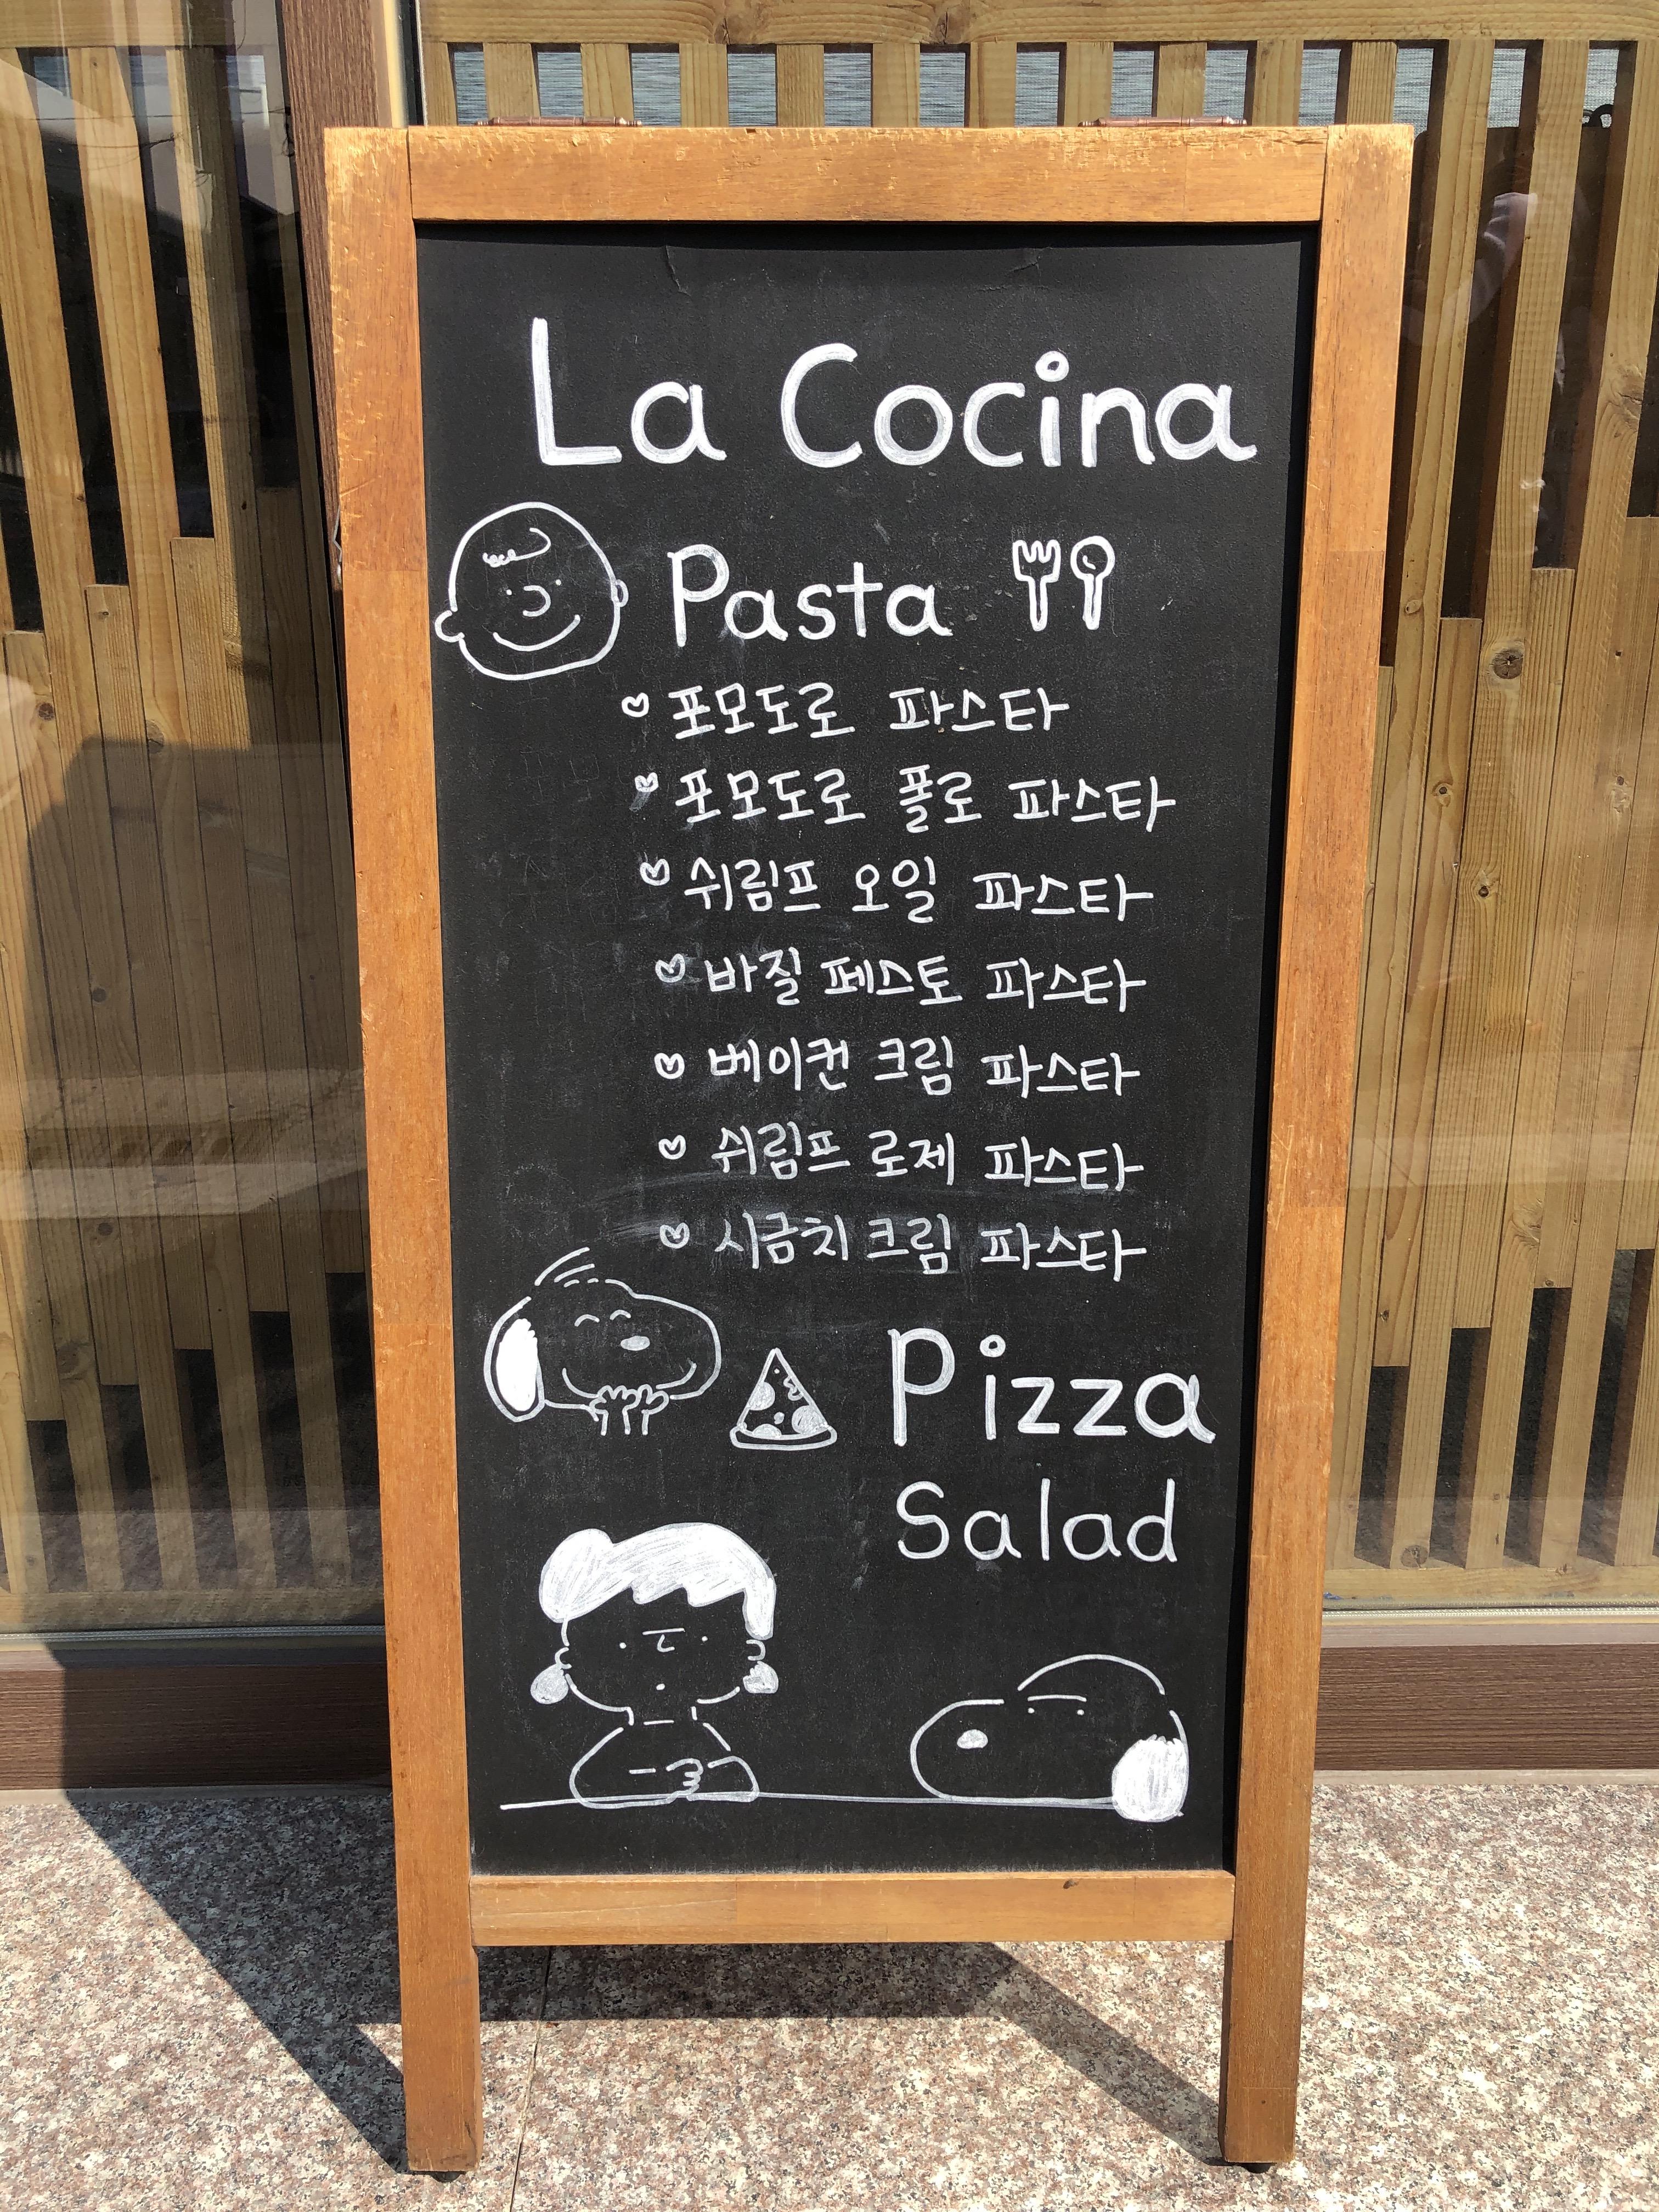 La Cocina
Pasta
포모도로 파스타
포모도로 폴로 파스타
쉬림프 오일 파스타
바질 페스토 파스타
베이컨 크림 파스타
쉬림프 로제 파스타
시금치 크림 파스타
Pizza
Salad